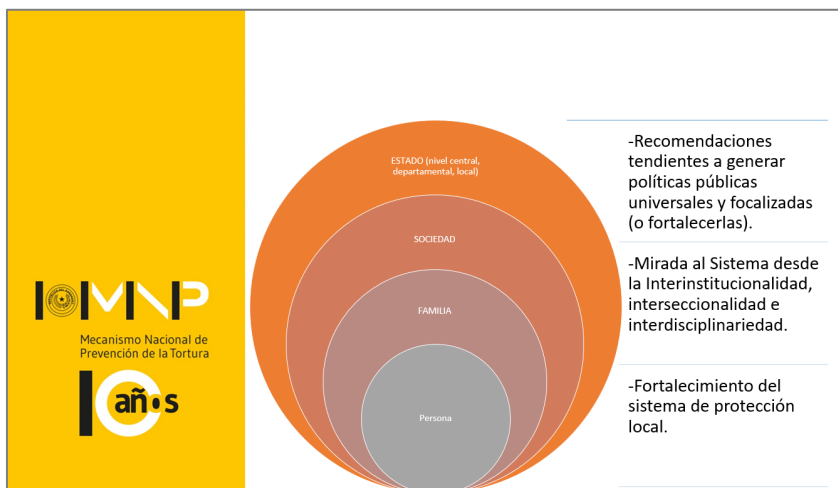 MNP
Mecanismo Nacional de
Prevención de la Tortura
10
años
ESTADO (nivel central,
departamental, local)
SOCIEDAD
FAMILIA
Persona
-Recomendaciones
tendientes a generar
políticas públicas
universales y focalizadas
(o fortalecerlas).
-Mirada al Sistema desde
la Interinstitucionalidad,
interseccionalidad e
interdisciplinariedad.
-Fortalecimiento del
sistema de protección
local.